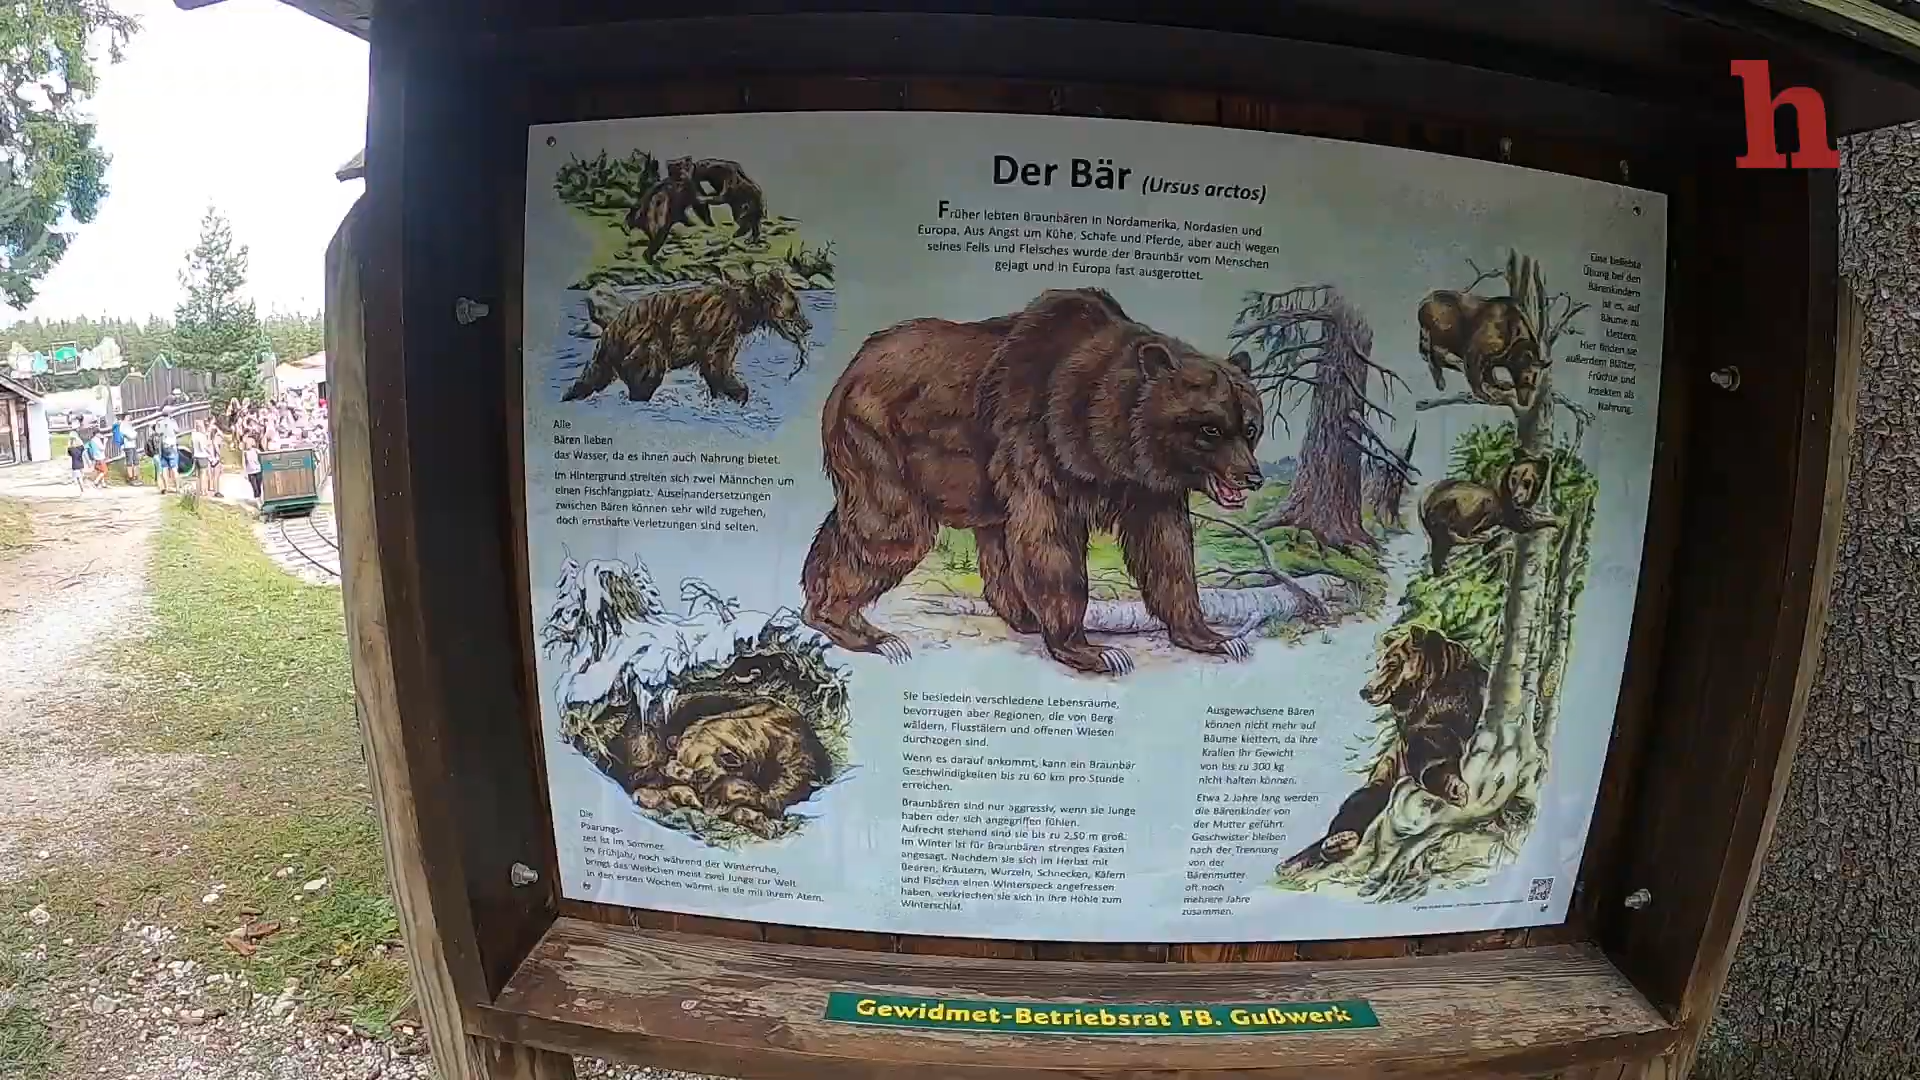 h
Der Bär (Ursus arctos)
Früher lebten Braunbären in Nordamerika, Nordasien und
Europa. Aus Angst um Kühe, Schafe und Pferde, aber auch wegen
seines Fells und Fleisches wurde der Braunbär vom Menschen
gejagt und in Europa fast ausgerottet.
Alle
Bären lieben
das Wasser, da es ihnen auch Nahrung bietet.
Im Hintergrund streiten sich zwei Männchen um
einen Fischfangplatz. Auseinandersetzungen
zwischen Bären können sehr wild zugehen,
doch ernsthafte Verletzungen sind selten.
Eine beliebte
Übung bei den
Bärenkindern
ist es, auf
Bäume zu
klettern.
Hier finden sie
außerdem Blätter,
Früchte und
Insekten als
Nahrung.
Die
Paarungs-
zeit ist im Sommer.
Im Frühjahr, noch während der Winterruhe,
bringt das Weibchen meist zwei Junge zur Welt.
In den ersten Wochen wärmt sie sie mit ihrem Atem.
Sie besiedeln verschiedene Lebensräume,
bevorzugen aber Regionen, die von Berg
wäldern, Flusstälern und offenen Wiesen
durchzogen sind.
Wenn es darauf ankommt, kann ein Braunbär
Geschwindigkeiten bis zu 60 km pro Stunde
erreichen.
Braunbären sind nur aggressiv, wenn sie Junge
haben oder sich angegriffen fühlen.
Aufrecht stehend sind sie bis zu 2,50 m groß.
Im Winter ist für Braunbären strenges Fasten
angesagt. Nachdem sie sich im Herbst mit
Beeren, Kräutern, Wurzeln, Schnecken, Käfern
und Fischen einen Winterspeck angefressen
haben, verkriechen sie sich in ihre Höhle zum
Winterschlaf.
Ausgewachsene Bären
können nicht mehr auf
Bäume klettern, da ihre
Krallen ihr Gewicht
von bis zu 300 kg
nicht halten können.
Etwa 2 Jahre lang werden
die Bärenkinder von
der Mutter geführt.
Geschwister bleiben
nach der Trennung
von der
Bärenmutter
oft noch
mehrere Jahre
zusammen.
Gewidmet-Betriebsrat FB. Gußwerk